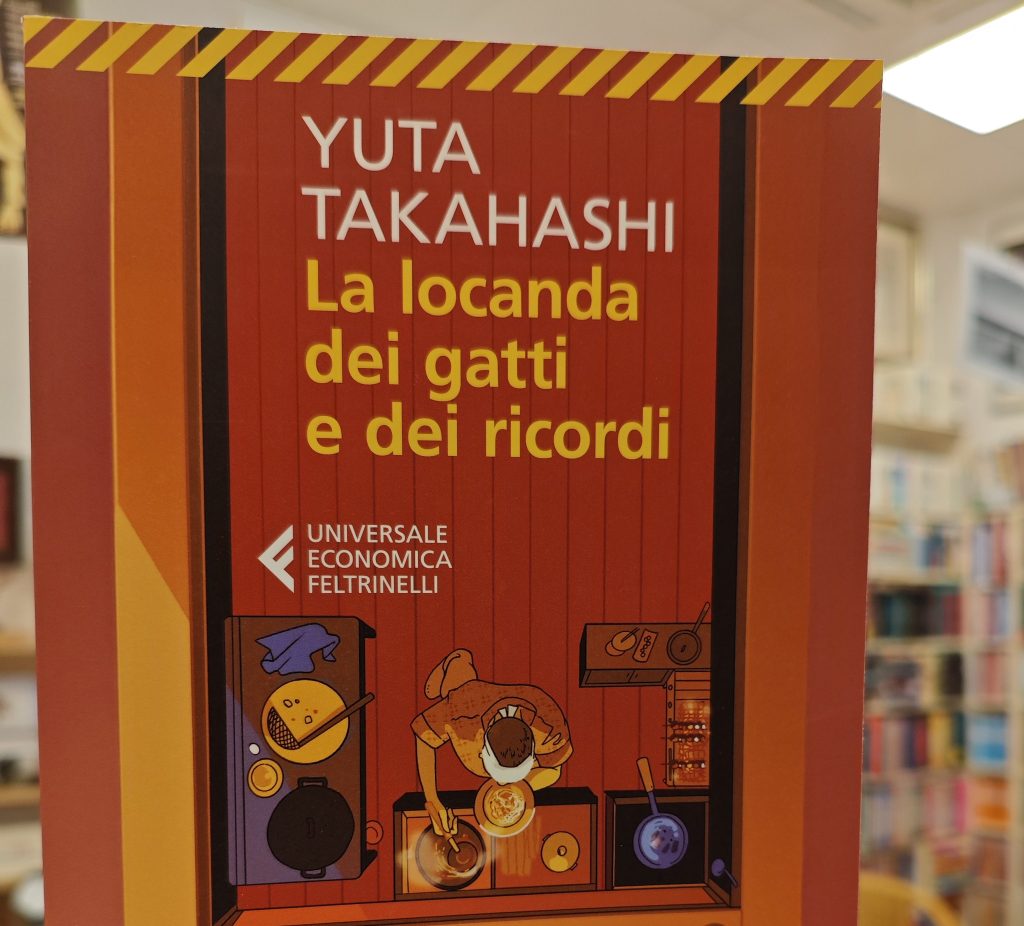 YUTA
TAKAHASHI
La locanda
dei gatti
e dei ricordi
UNIVERSALE
ECONOMICA
FELTRINELLI